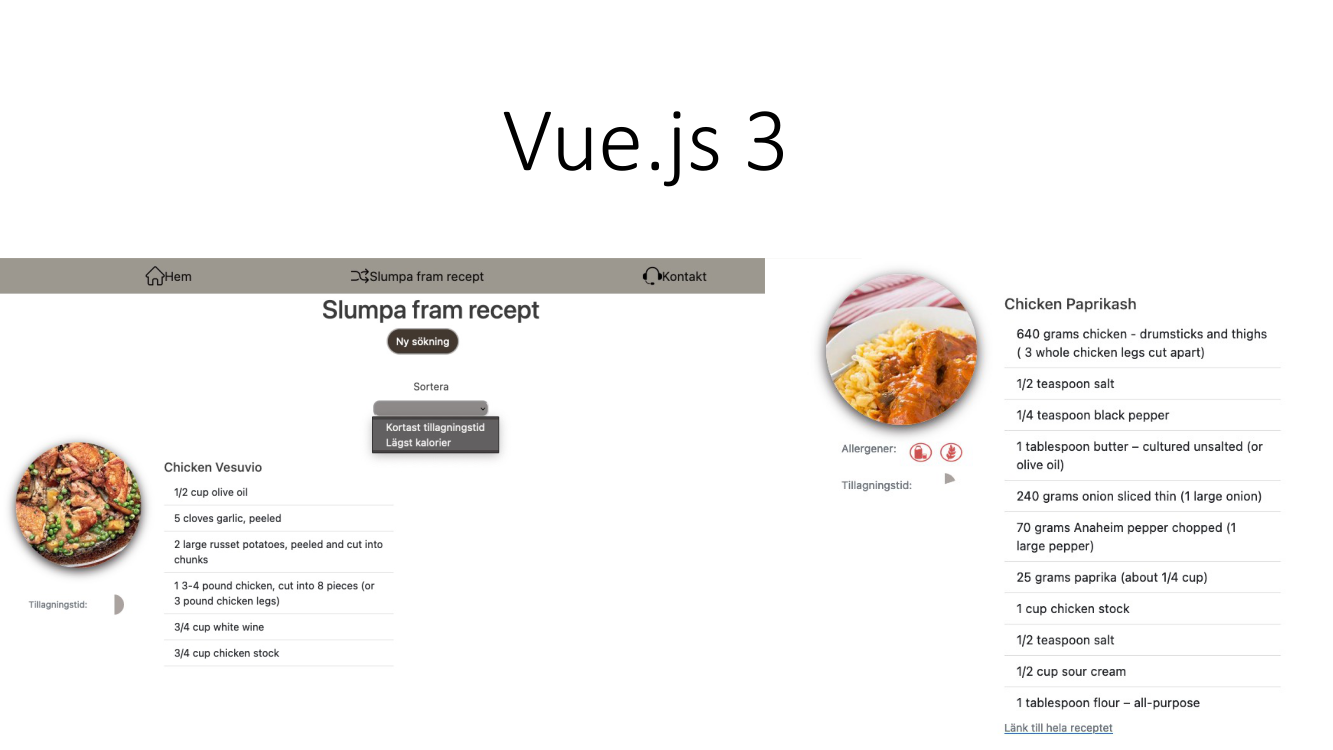 Vue.js 3
Hem
Slumpa fram recept
Kontakt
Slumpa fram recept
Ny sökning
Sortera
Kortast tillagningstid
Lägst kalorier
Chicken Vesuvio
1/2 cup olive oil
5 cloves garlic, peeled
2 large russet potatoes, peeled and cut into
chunks
1 3-4 pound chicken, cut into 8 pieces (or
3 pound chicken legs)
3/4 cup white wine
3/4 cup chicken stock
Tillagningstid:
Chicken Paprikash
640 grams chicken - drumsticks and thighs
( 3 whole chicken legs cut apart)
1/2 teaspoon salt
1/4 teaspoon black pepper
1 tablespoon butter – cultured unsalted (or
olive oil)
240 grams onion sliced thin (1 large onion)
70 grams Anaheim pepper chopped (1
large pepper)
25 grams paprika (about 1/4 cup)
1 cup chicken stock
1/2 teaspoon salt
1/2 cup sour cream
1 tablespoon flour – all-purpose
Länk till hela receptet
Allergener:
Tillagningstid: